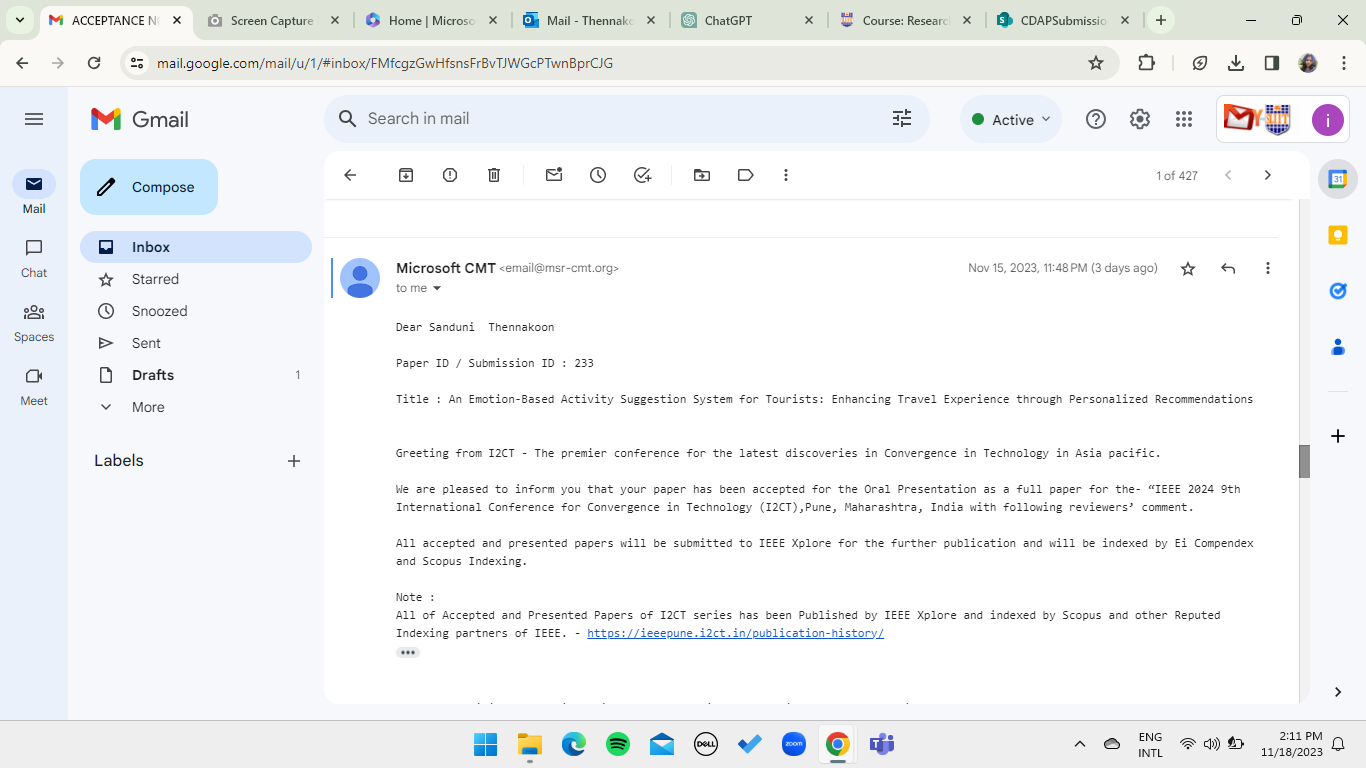 ACCEPTANCE NO
Screen Capture
Home | Microso
Mail - Thennako
ChatGPT
Course: Resear
CDAPSubmissio
mail.google.com/mail/u/1/#inbox/FMfcgzGwHfsnsFrBvTJWGcPTwnBprCJG
Gmail
Search in mail
Active
i
Compose
1 of 427
31
Mail
Inbox
Chat
Starred
Snoozed
Spaces
Sent
Drafts 1
Meet
More
Labels
Microsoft CMT <email@msr-cmt.org>
Nov 15, 2023, 11:48 PM (3 days ago)
to me
Dear Sanduni Thennakoon
Paper ID / Submission ID : 233
Title : An Emotion-Based Activity Suggestion System for Tourists: Enhancing Travel Experience through Personalized Recommendations
Greeting from I2CT - The premier conference for the latest discoveries in Convergence in Technology in Asia pacific.
We are pleased to inform you that your paper has been accepted for the Oral Presentation as a full paper for the- “IEEE 2024 9th
International Conference for Convergence in Technology (I2CT),Pune, Maharashtra, India with following reviewers’ comment.
All accepted and presented papers will be submitted to IEEE Xplore for the further publication and will be indexed by Ei Compendex
and Scopus Indexing.
Note :
All of Accepted and Presented Papers of I2CT series has been Published by IEEE Xplore and indexed by Scopus and other Reputed
Indexing partners of IEEE. - https://ieeepune.i2ct.in/publication-history/
DELL
zoom
ENG
INTL
2:11 PM
11/18/2023